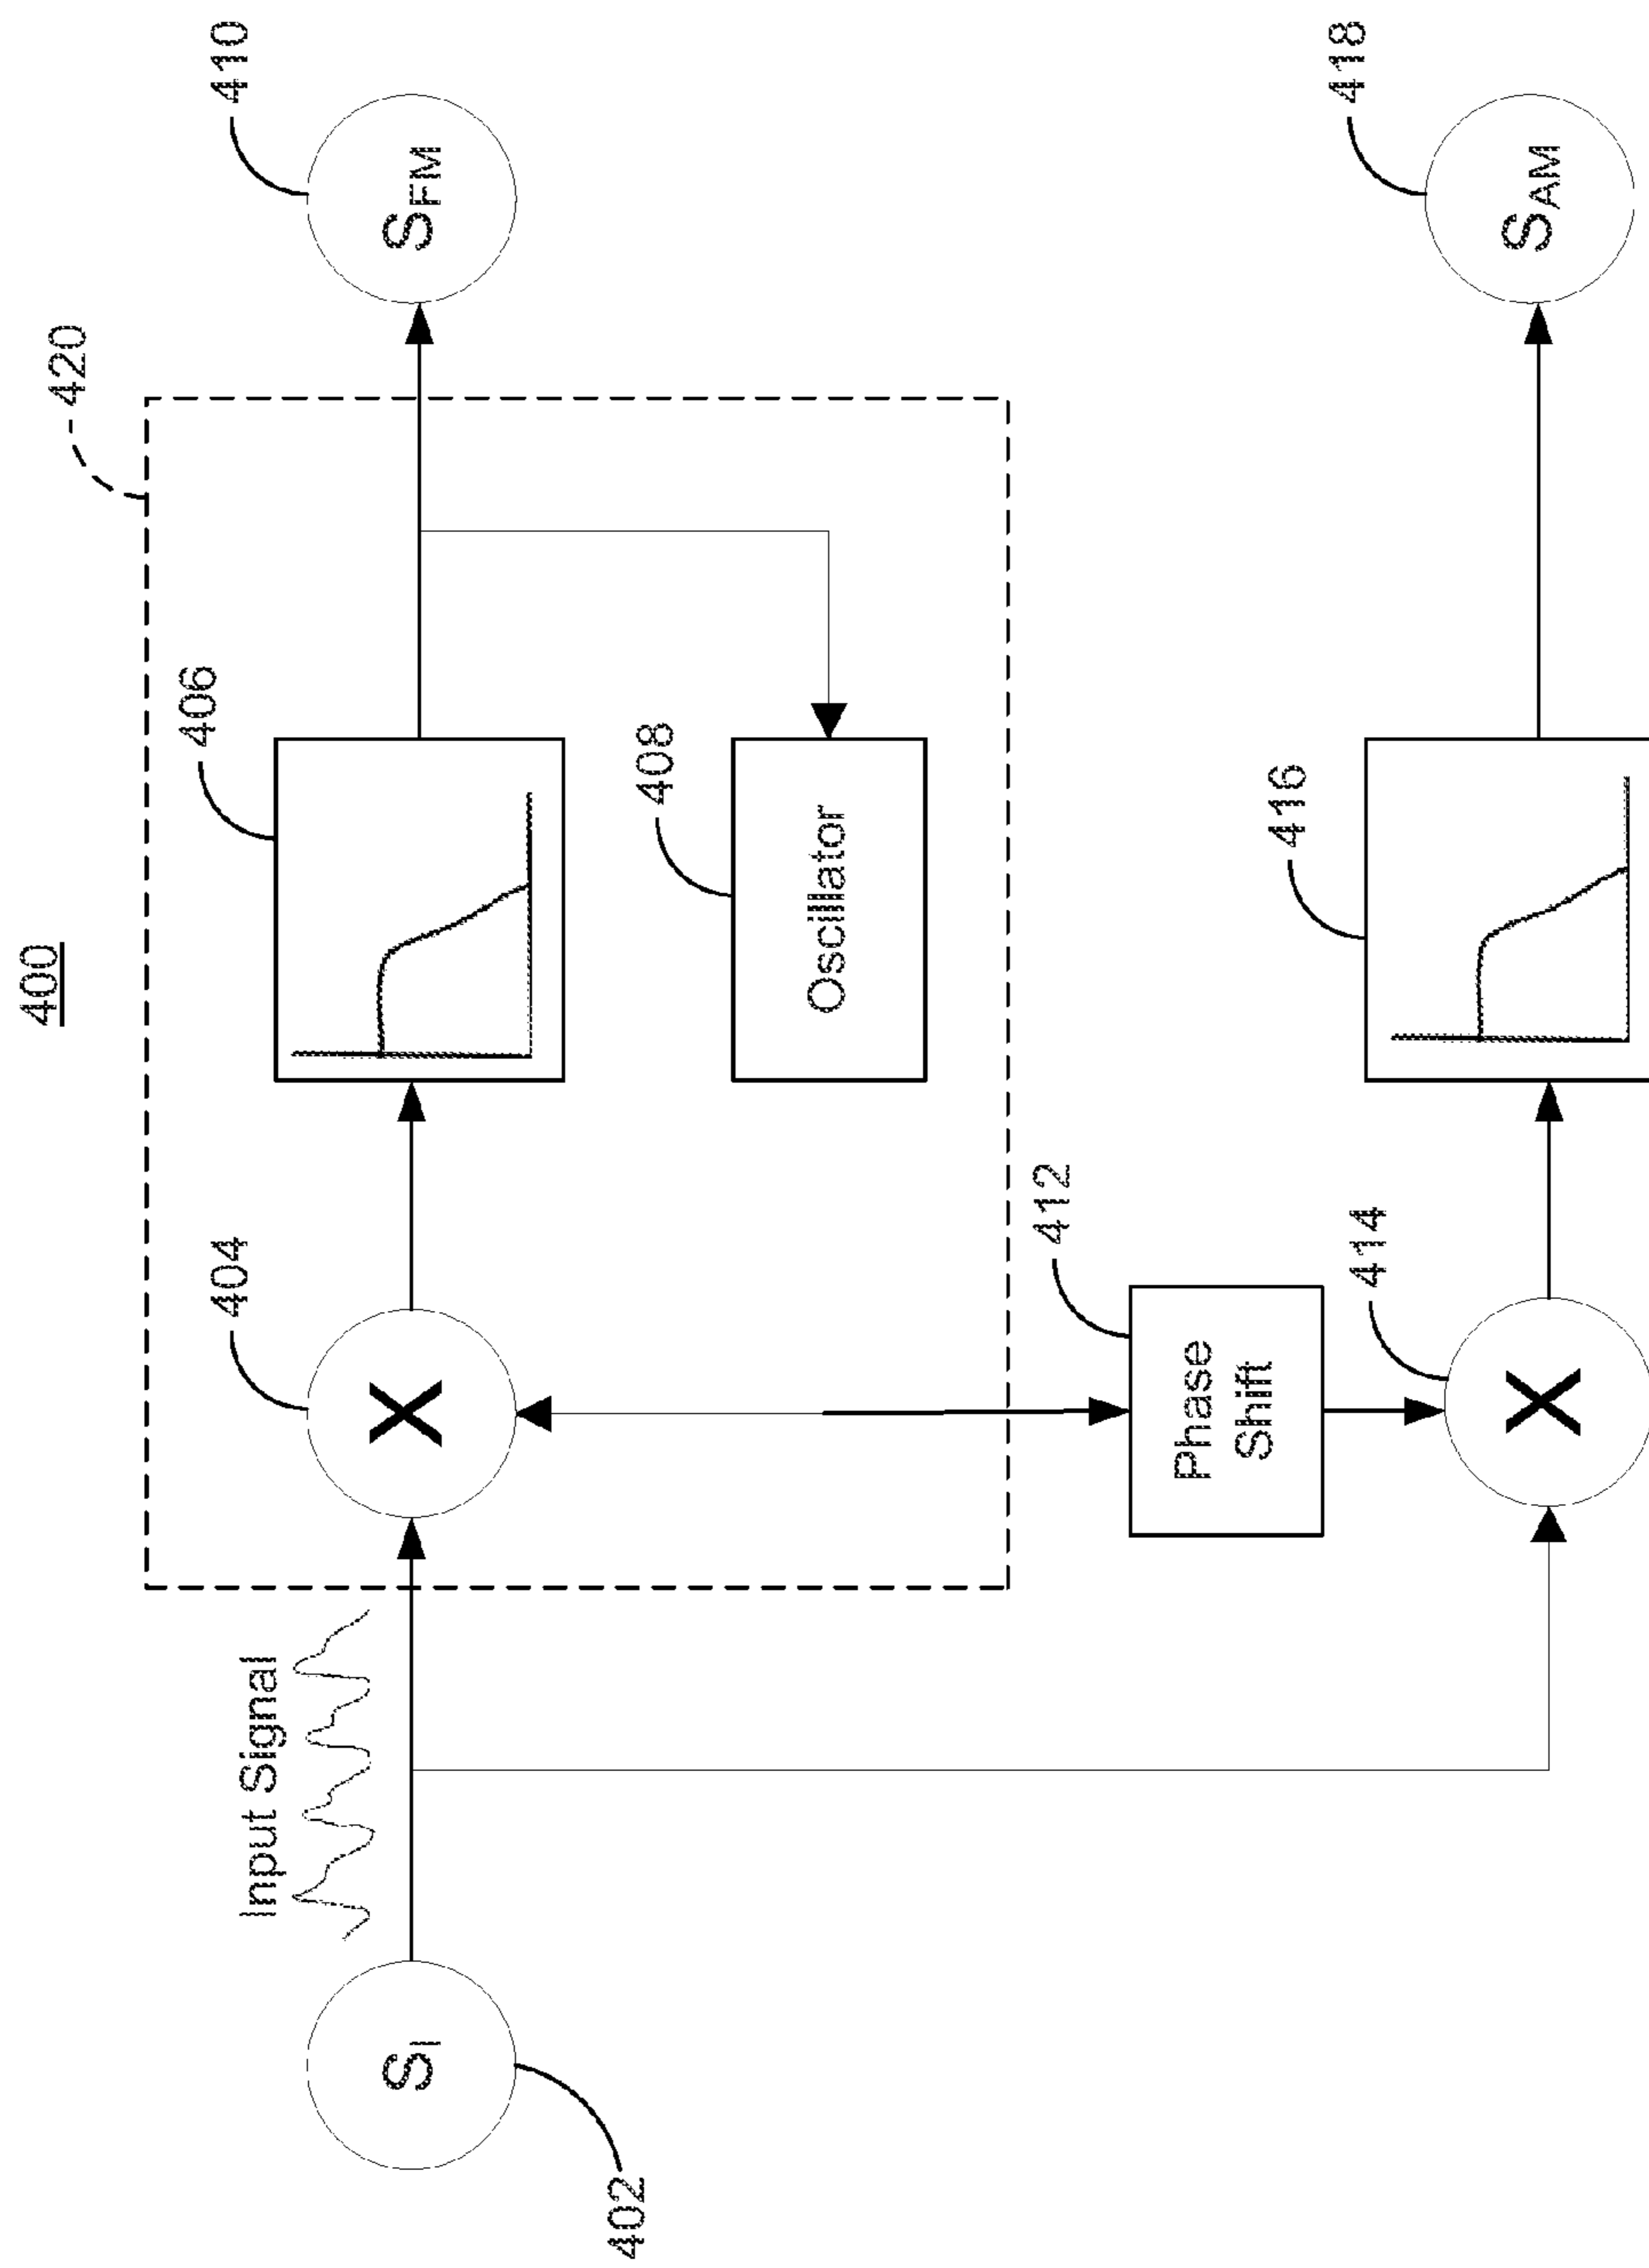 400
420
410
SFM
406
404
X
Input Signal
SI
402
408
Oscillator
412
Phase
Shift
414
X
416
418
SAM